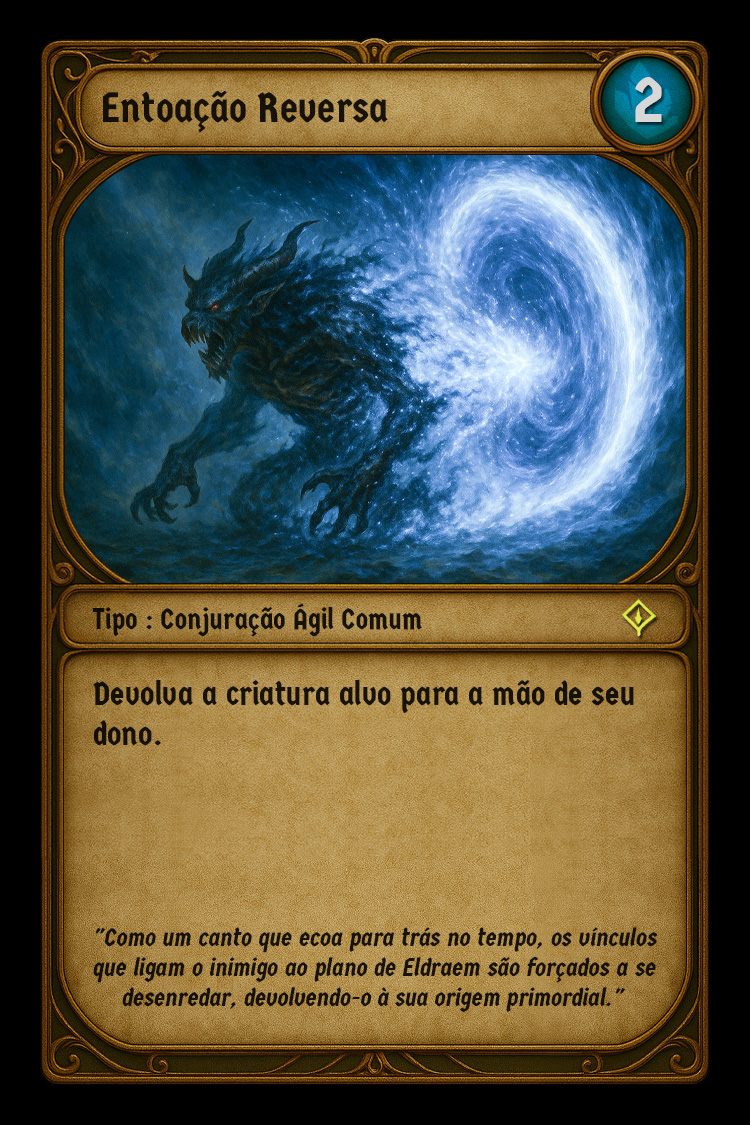 Entoação Reversa
2
Tipo : Conjuração Ágil Comum
Devolva a criatura alvo para a mão de seu
dono.
"Como um canto que ecoa para trás no tempo, os vínculos
que ligam o inimigo ao plano de Eldraem são forçados a se
desenredar, devolvendo-o à sua origem primordial."